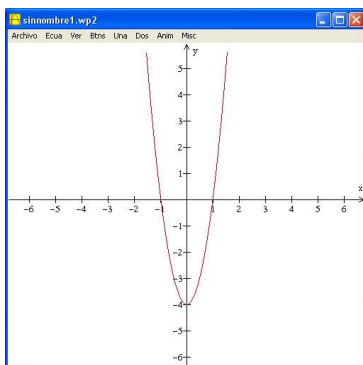 sinnombre1.wp2
Archivo Ecua Ver Btns Una Dos Anim Misc
y
5
4
3
2
1
x
-6 -5 -4 -3 -2 -1 1 2 3 4 5 6
-1
-2
-3
-4
-5
-6